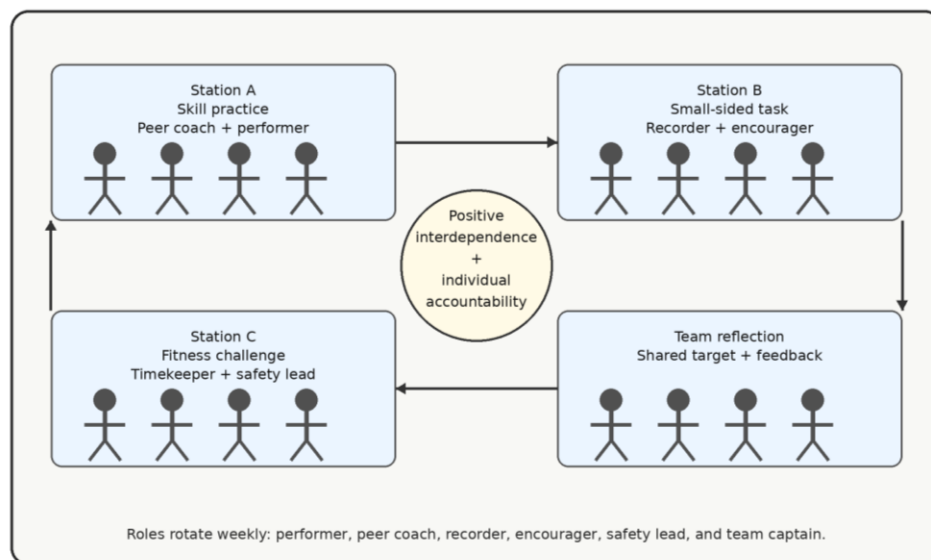 Station A
Skill practice
Peer coach + performer
Station B
Small-sided task
Recorder + encourager
Positive
interdependence
+
individual
accountability
Station C
Fitness challenge
Timekeeper + safety lead
Team reflection
Shared target + feedback
Roles rotate weekly: performer, peer coach, recorder, encourager, safety lead, and team captain.